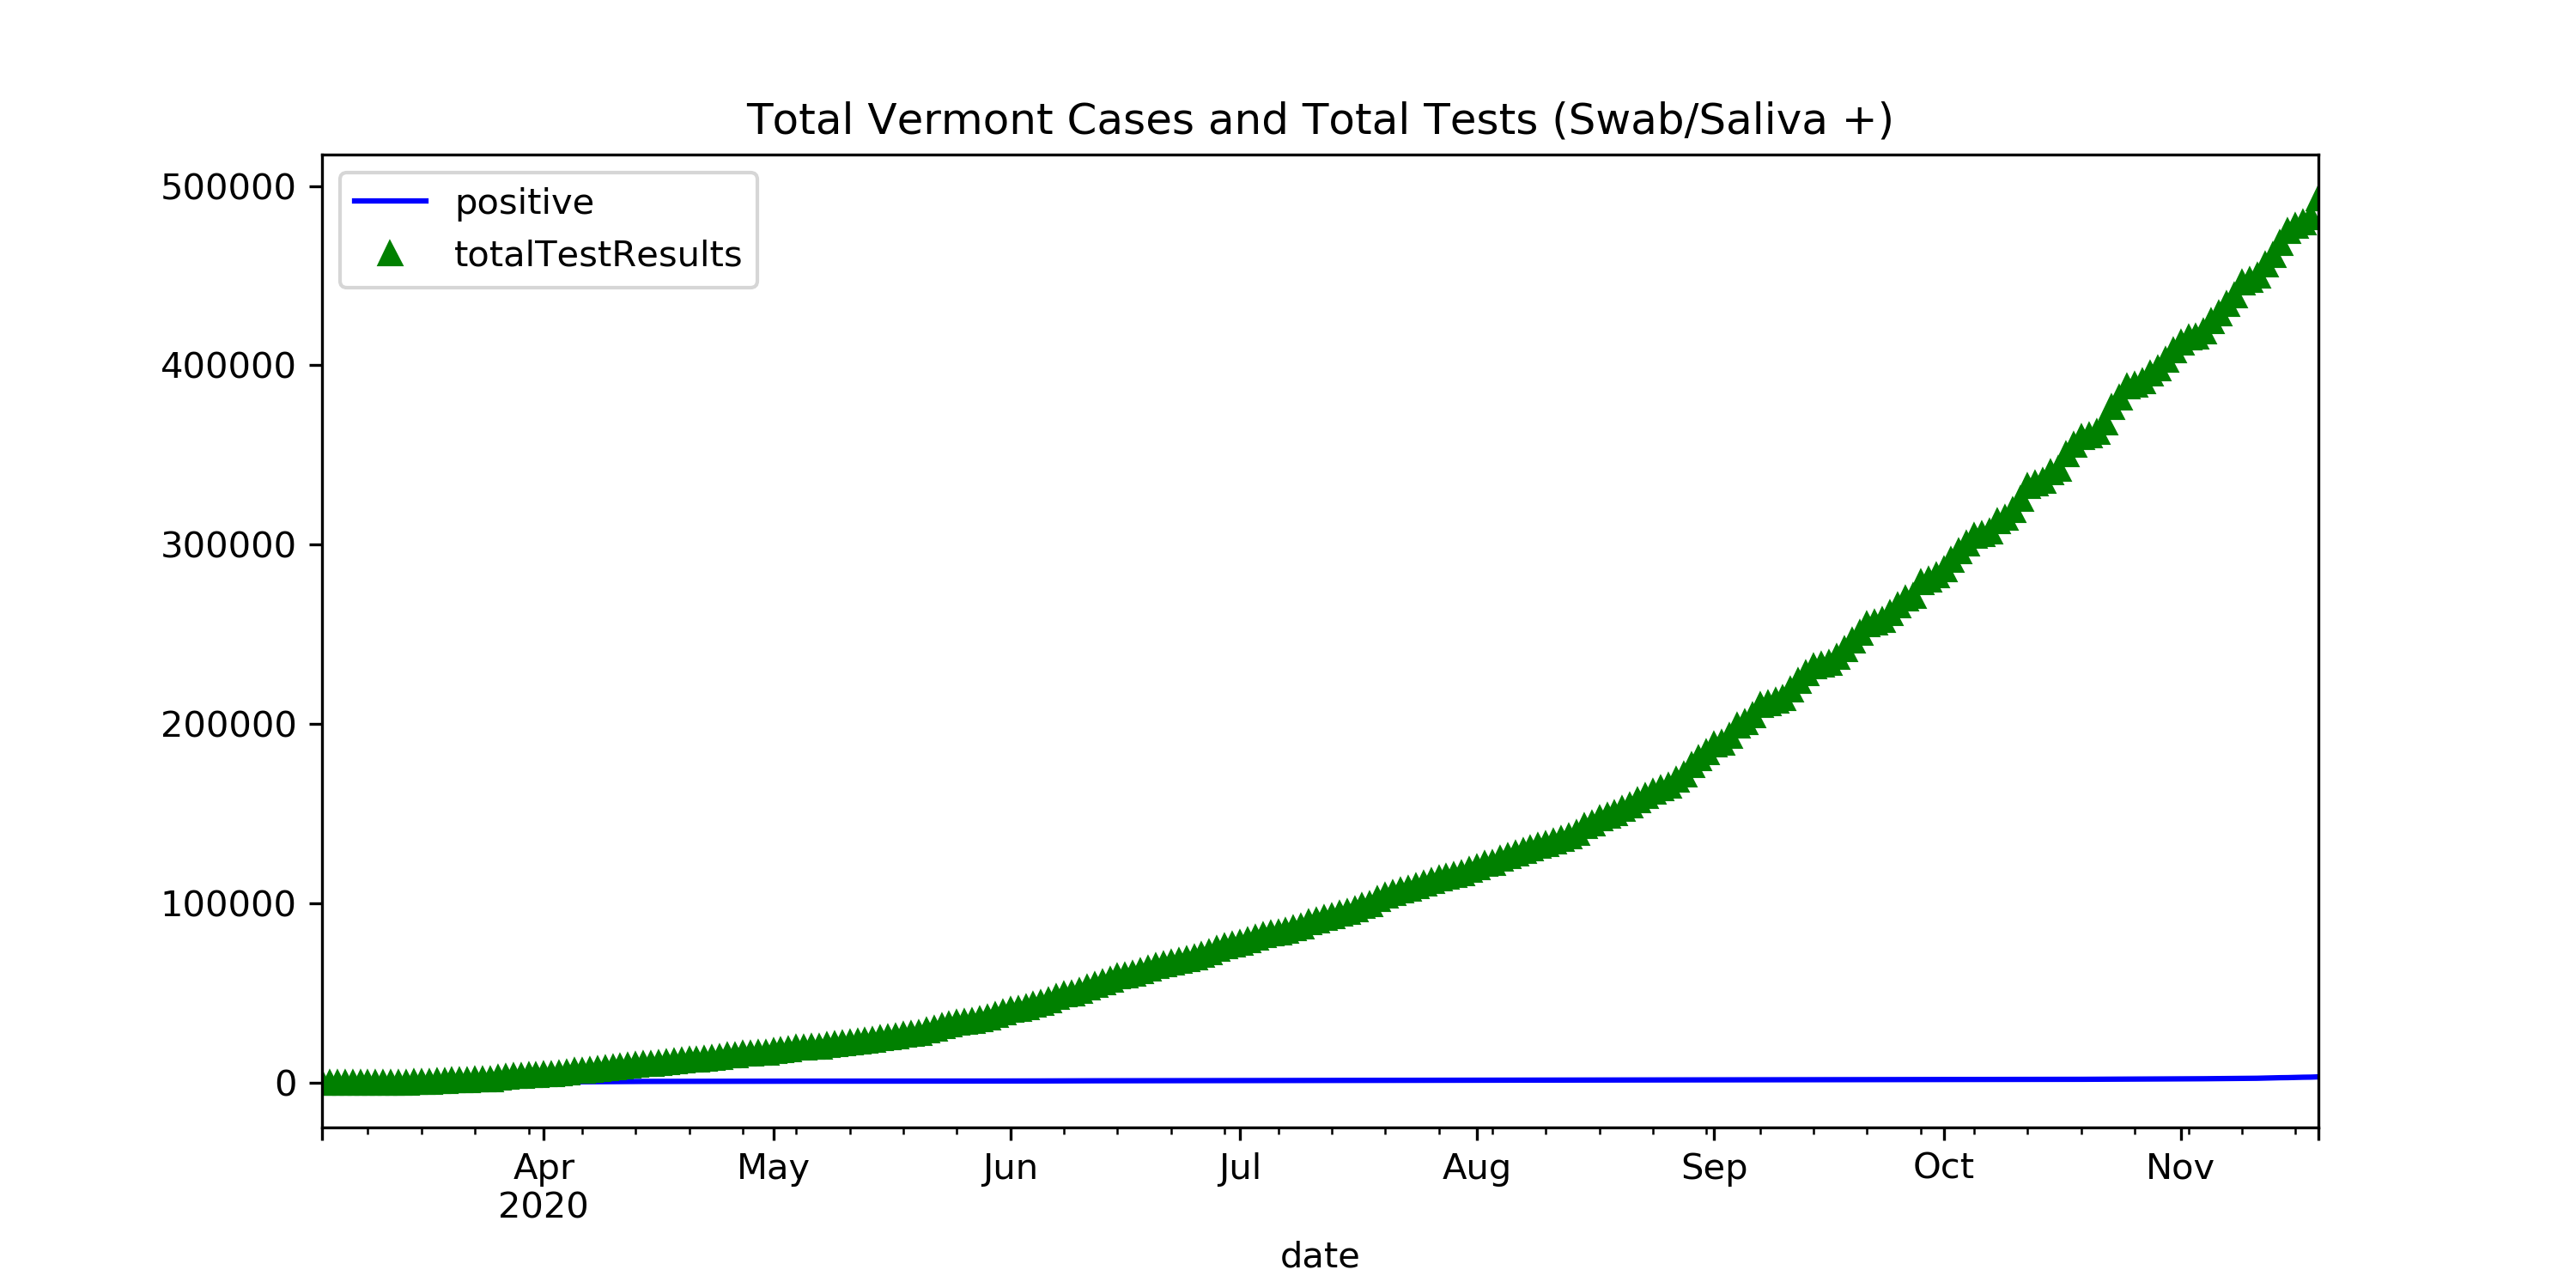 Total Vermont Cases and Total Tests (Swab/Saliva +)
positive
totalTestResults
500000
400000
300000
200000
100000
0
Apr May Jun Jul Aug Sep Oct Nov
2020
date